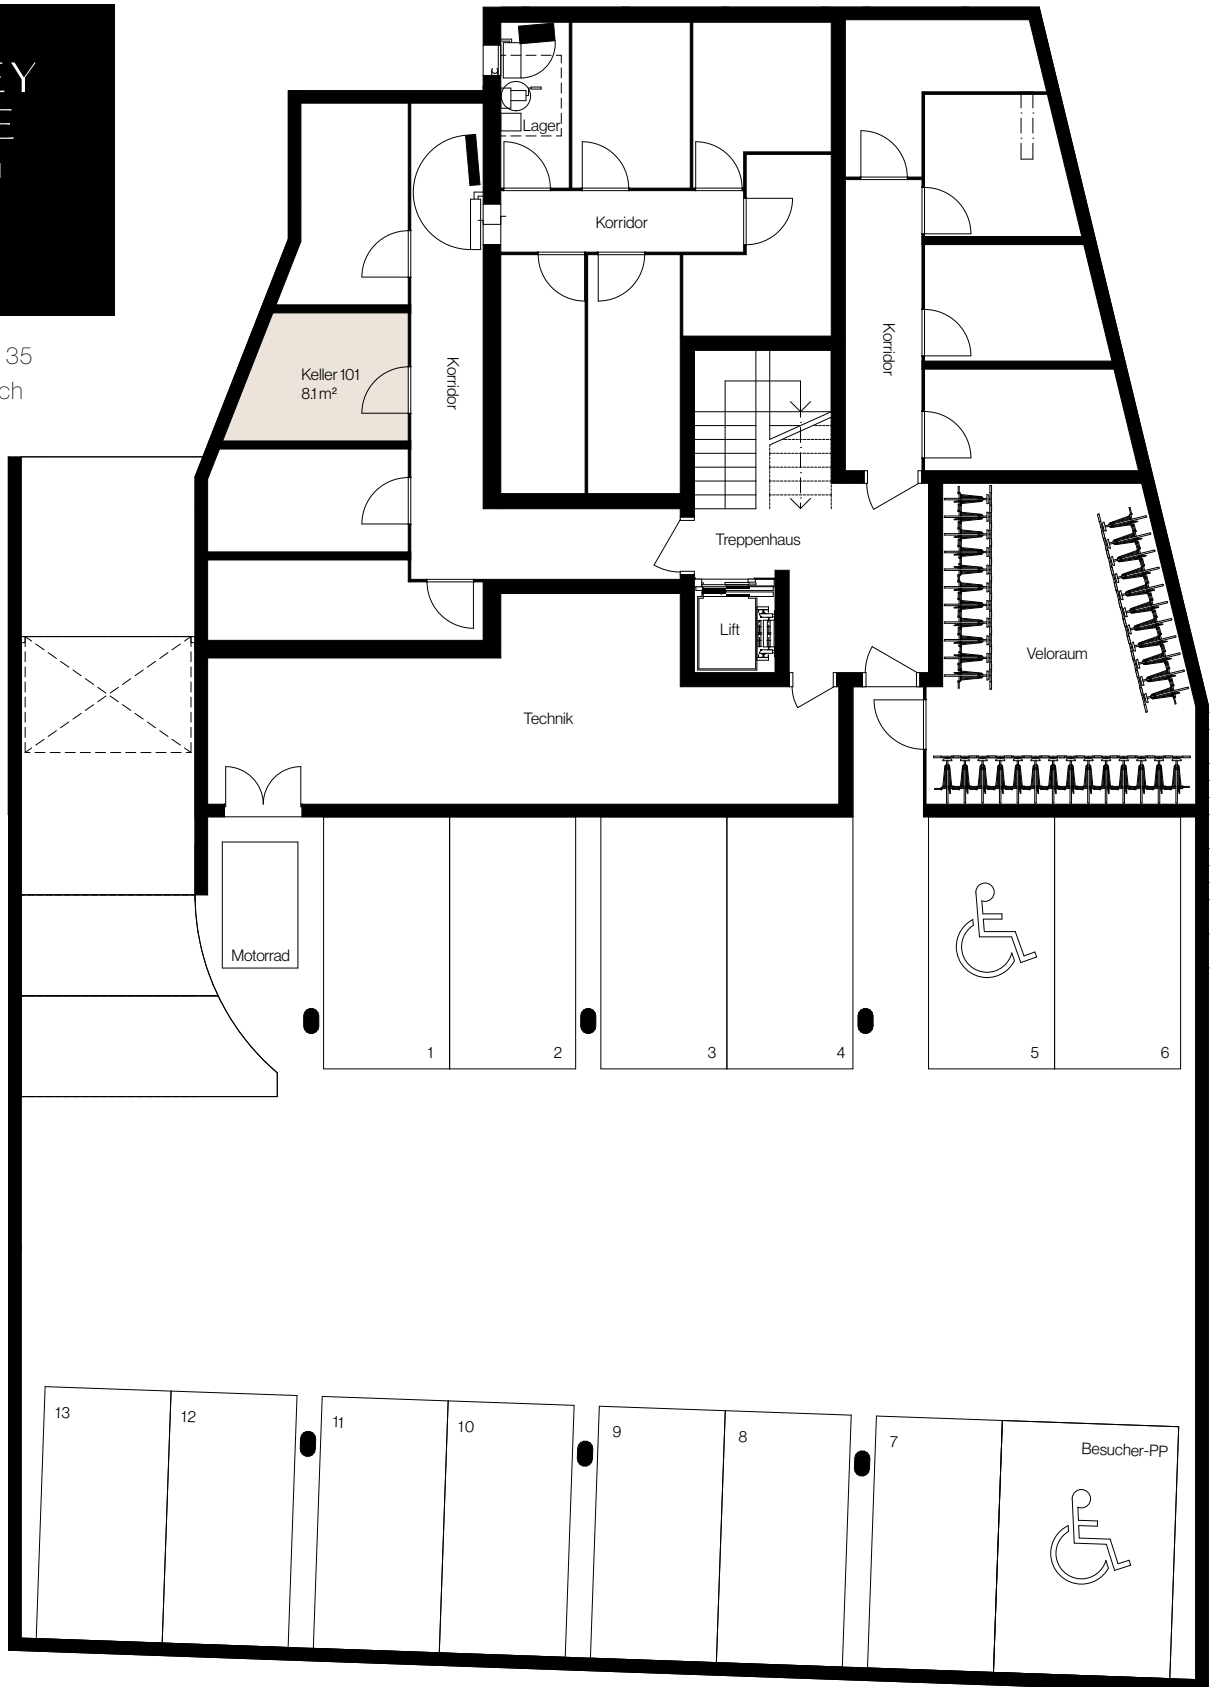 EY
E
35
ch
Lager
Korridor
Korridor
Korridor
Keller 101
8.1 m²
Treppenhaus
Lift
Veloraum
Technik
Motorrad
1
2
3
4
5
6
13
12
11
10
9
8
7
Besucher-PP